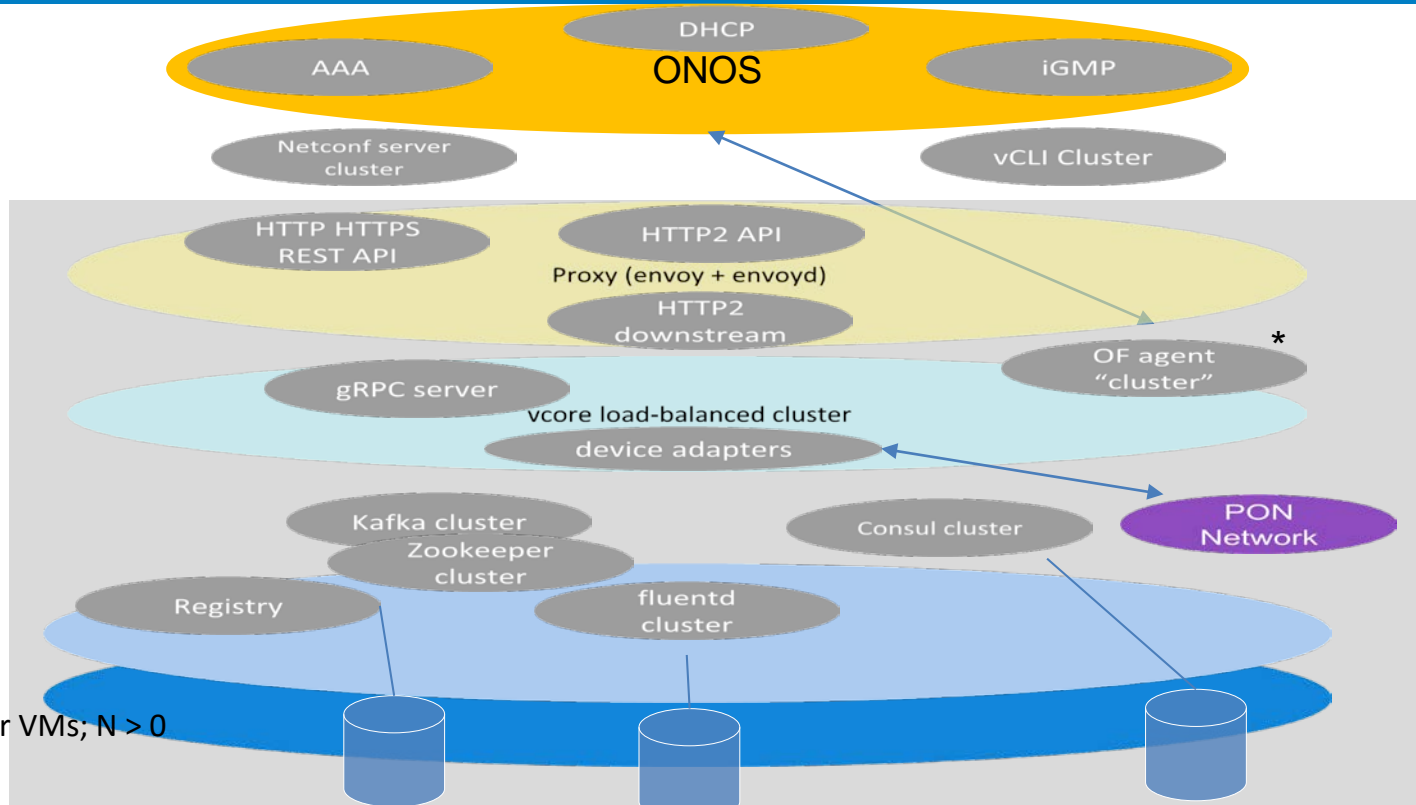 DHCP
AAA
ONOS
iGMP
Netconf server
cluster
vCLI Cluster
HTTP HTTPS
REST API
HTTP2 API
Proxy (envoy + envoyd)
HTTP2
downstream
*
OF agent
“cluster”
gRPC server
vcore load-balanced cluster
device adapters
Kafka cluster
Consul cluster
PON
Network
Zookeeper
cluster
Registry
fluentd
cluster
r VMs; N > 0